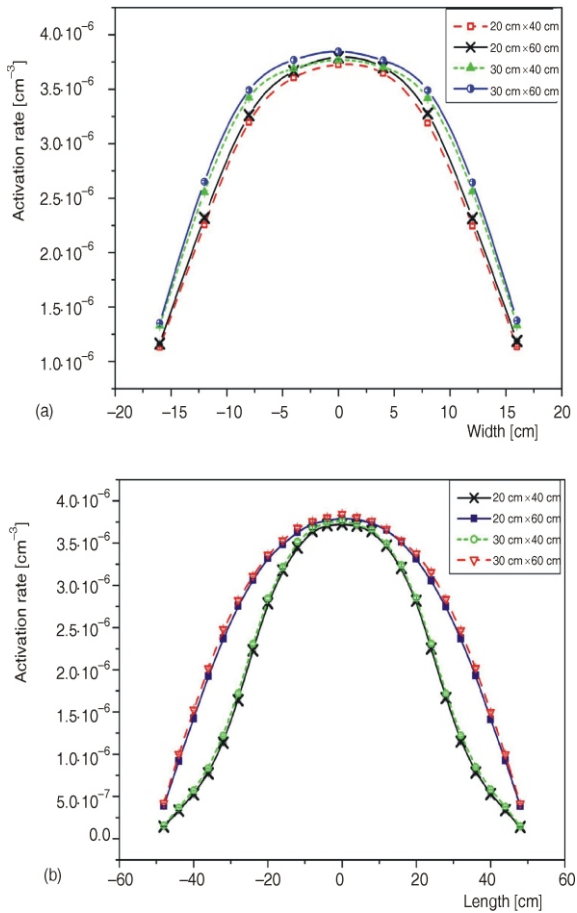 Activation rate [cm⁻³]
4.0·10⁻⁶
3.5·10⁻⁶
3.0·10⁻⁶
2.5·10⁻⁶
2.0·10⁻⁶
1.5·10⁻⁶
1.0·10⁻⁶
20 cm×40 cm
20 cm×60 cm
30 cm×40 cm
30 cm×60 cm
(a)
−20 −15 −10 −5 0 5 10 15 20
Width [cm]
Activation rate [cm⁻³]
4.0·10⁻⁶
3.5·10⁻⁶
3.0·10⁻⁶
2.5·10⁻⁶
2.0·10⁻⁶
1.5·10⁻⁶
1.0·10⁻⁶
5.0·10⁻⁷
0.0
20 cm×40 cm
20 cm×60 cm
30 cm×40 cm
30 cm×60 cm
(b)
−60 −40 −20 0 20 40 60
Length [cm]